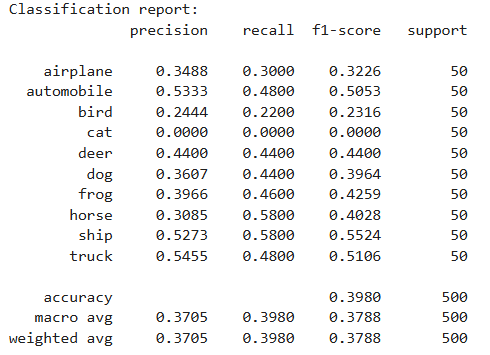 Classification report:
precision recall f1-score support
airplane 0.3488 0.3000 0.3226 50
automobile 0.5333 0.4800 0.5053 50
bird 0.2444 0.2200 0.2316 50
cat 0.0000 0.0000 0.0000 50
deer 0.4400 0.4400 0.4400 50
dog 0.3607 0.4400 0.3964 50
frog 0.3966 0.4600 0.4259 50
horse 0.3085 0.5800 0.4028 50
ship 0.5273 0.5800 0.5524 50
truck 0.5455 0.4800 0.5106 50
accuracy 0.3980 500
macro avg 0.3705 0.3980 0.3788 500
weighted avg 0.3705 0.3980 0.3788 500